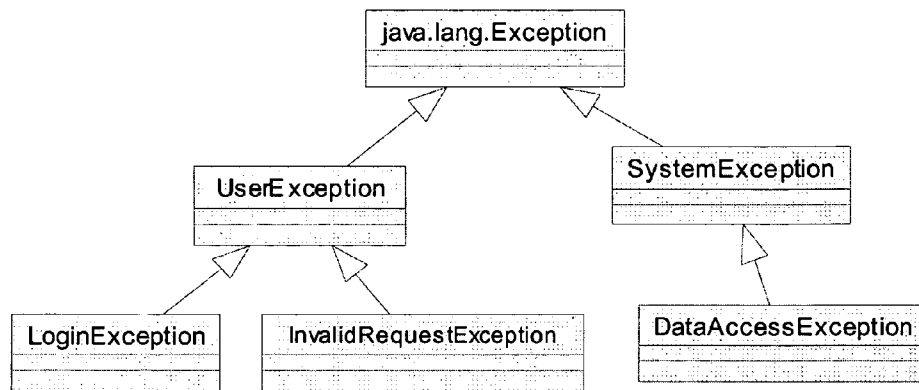 java.lang.Exception
UserException
SystemException
LoginException
InvalidRequestException
DataAccessException